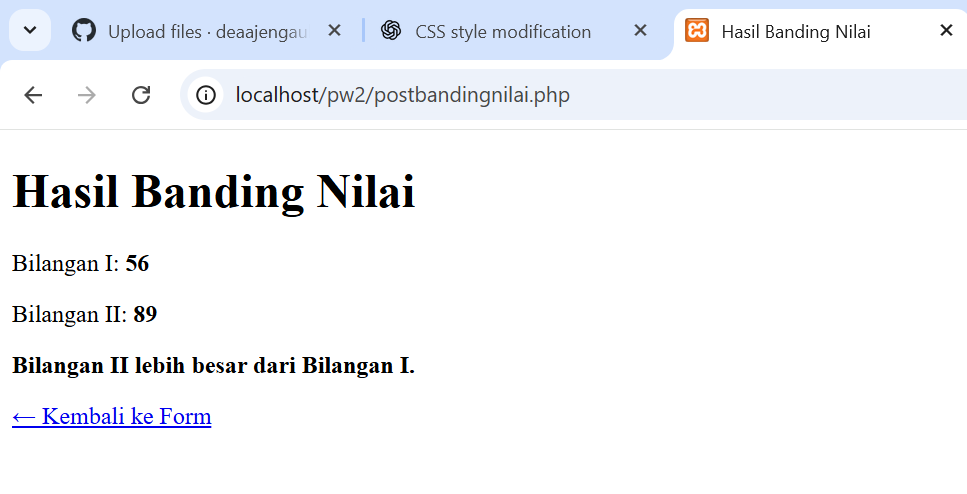 Upload files · deaajengau
CSS style modification
Hasil Banding Nilai
localhost/pw2/postbandingnilai.php
Hasil Banding Nilai
Bilangan I: 56
Bilangan II: 89
Bilangan II lebih besar dari Bilangan I.
← Kembali ke Form